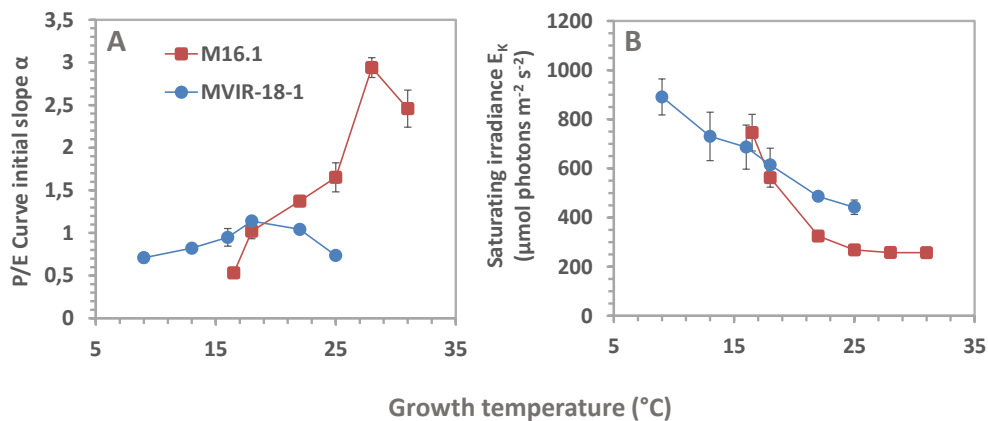 A
M16.1
MVIR-18-1
P/E Curve initial slope α
3,5
3
2,5
2
1,5
1
0,5
0
5
15
25
35
B
Saturating irradiance E_K
(µmol photons m⁻² s⁻²)
1200
1000
800
600
400
200
0
5
15
25
35
Growth temperature (°C)